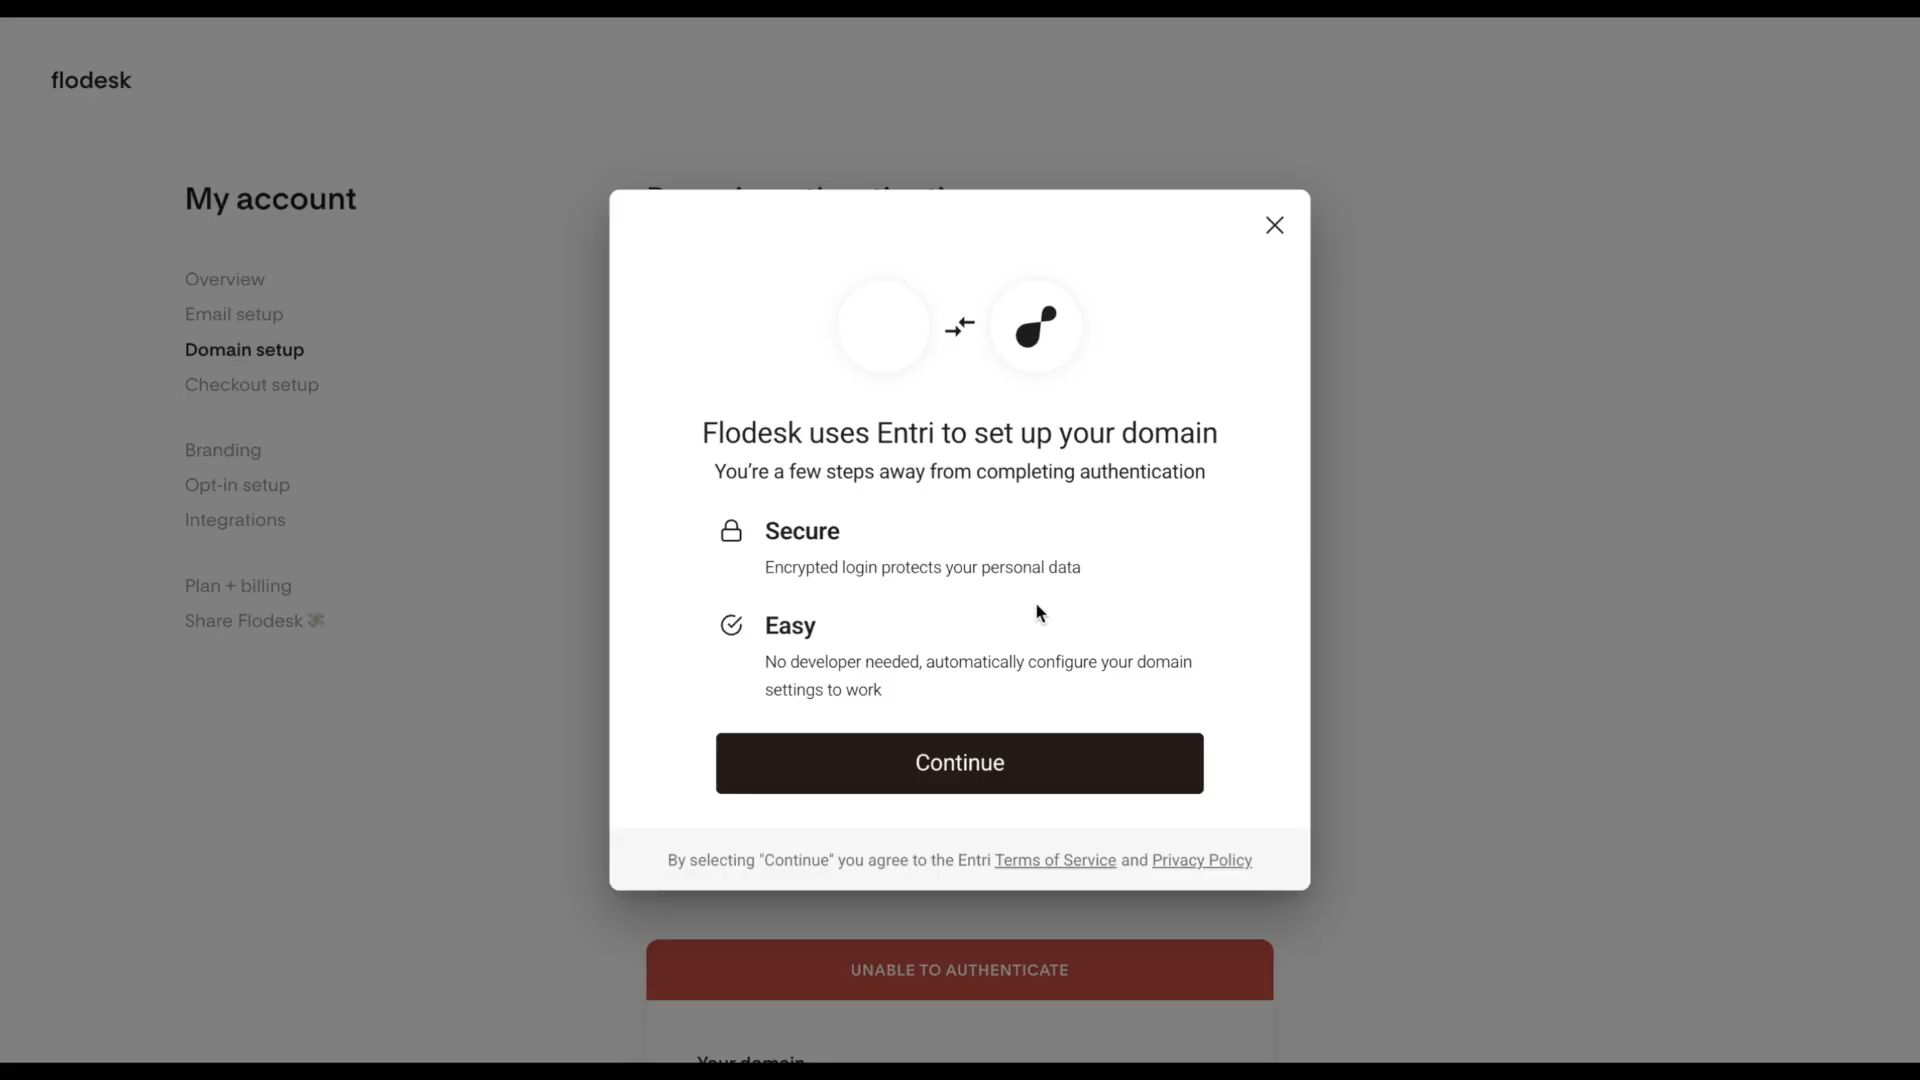 flodesk
My account
Overview
Email setup
Domain setup
Checkout setup
Branding
Opt-in setup
Integrations
Plan + billing
Share Flodesk
Flodesk uses Entri to set up your domain
You’re a few steps away from completing authentication
Secure
Encrypted login protects your personal data
Easy
No developer needed, automatically configure your domain
settings to work
Continue
By selecting "Continue" you agree to the Entri Terms of Service and Privacy Policy
UNABLE TO AUTHENTICATE
Your domain